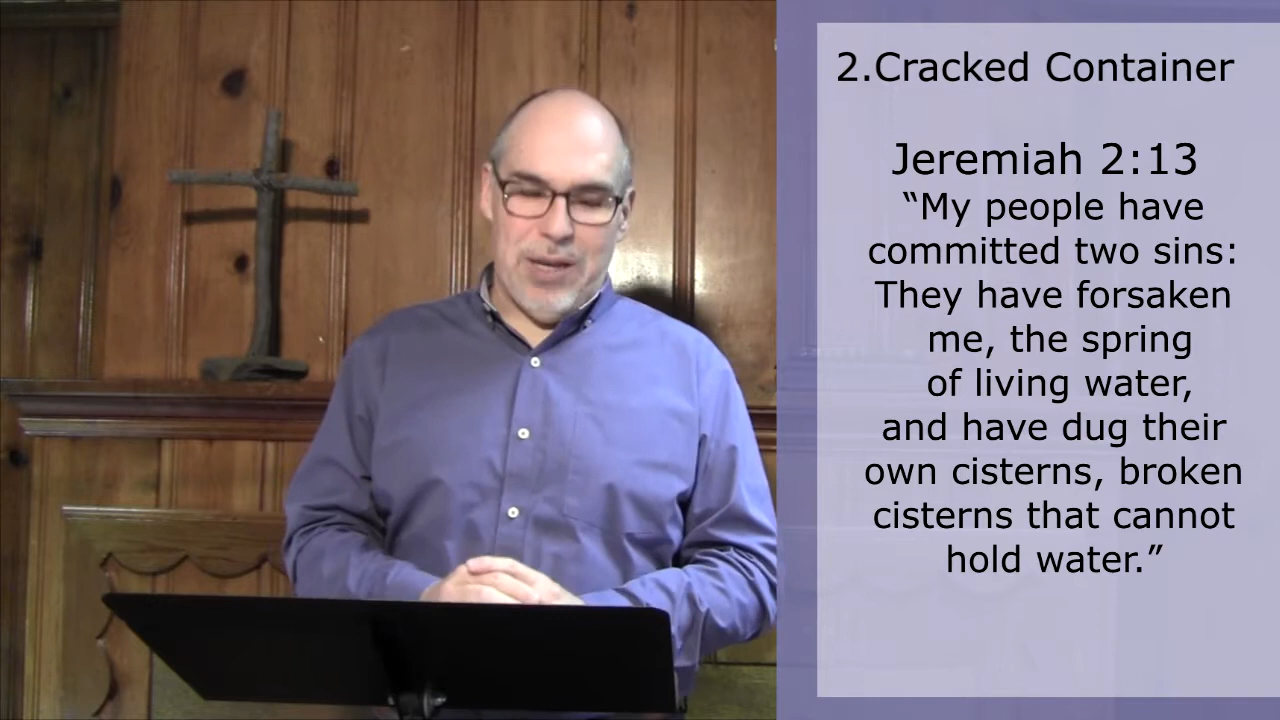 2.Cracked Container
Jeremiah 2:13
“My people have
committed two sins:
They have forsaken
me, the spring
of living water,
and have dug their
own cisterns, broken
cisterns that cannot
hold water.”